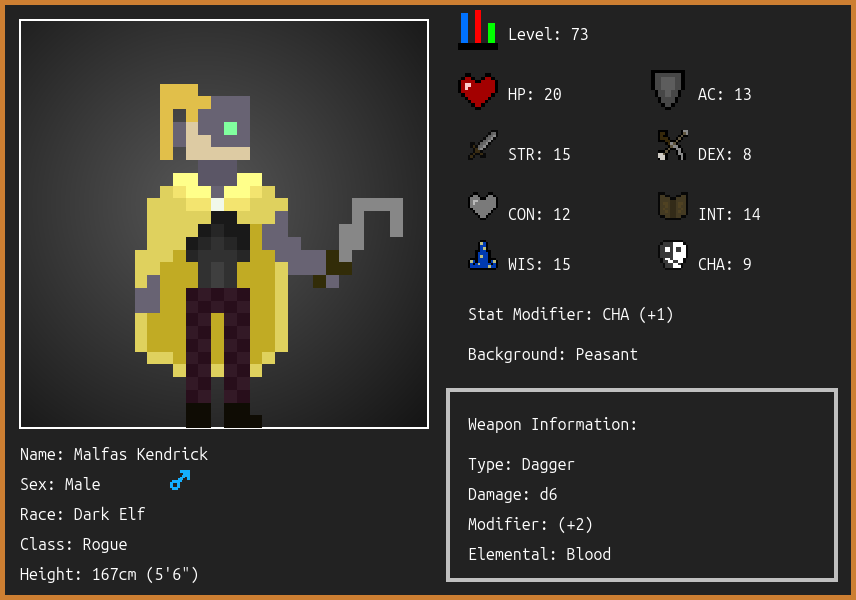 Level: 73
HP: 20
AC: 13
STR: 15
DEX: 8
CON: 12
INT: 14
WIS: 15
CHA: 9
Stat Modifier: CHA (+1)
Background: Peasant
Weapon Information:
Type: Dagger
Damage: d6
Modifier: (+2)
Elemental: Blood
Name: Malfas Kendrick
Sex: Male
Race: Dark Elf
Class: Rogue
Height: 167cm (5'6")